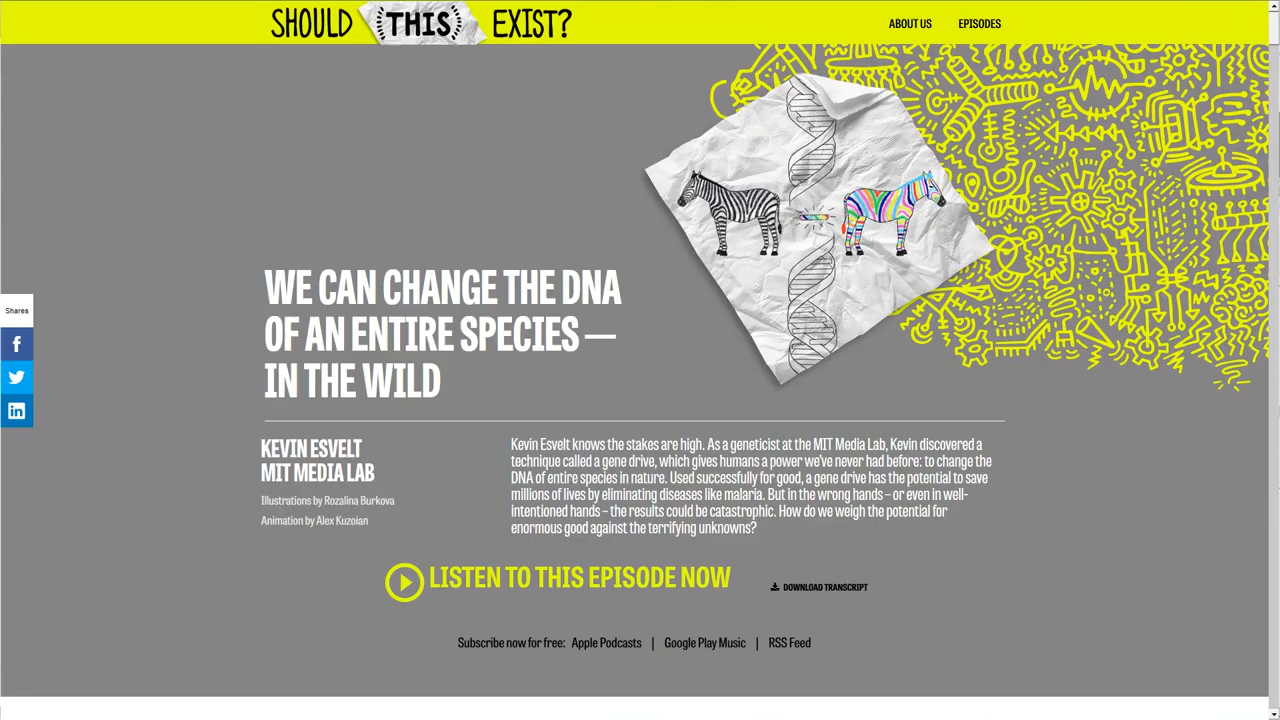 SHOULD THIS EXIST?
ABOUT US
EPISODES
WE CAN CHANGE THE DNA
OF AN ENTIRE SPECIES —
IN THE WILD
Shares
KEVIN ESVELT
MIT MEDIA LAB
Illustrations by Rozalina Burkova
Animation by Alex Kuzoian
Kevin Esvelt knows the stakes are high. As a geneticist at the MIT Media Lab, Kevin discovered a
technique called a gene drive, which gives humans a power we've never had before: to change the
DNA of entire species in nature. Used successfully for good, a gene drive has the potential to save
millions of lives by eliminating diseases like malaria. But in the wrong hands – or even in well-
intentioned hands – the results could be catastrophic. How do we weigh the potential for
enormous good against the terrifying unknowns?
LISTEN TO THIS EPISODE NOW
DOWNLOAD TRANSCRIPT
Subscribe now for free: Apple Podcasts | Google Play Music | RSS Feed